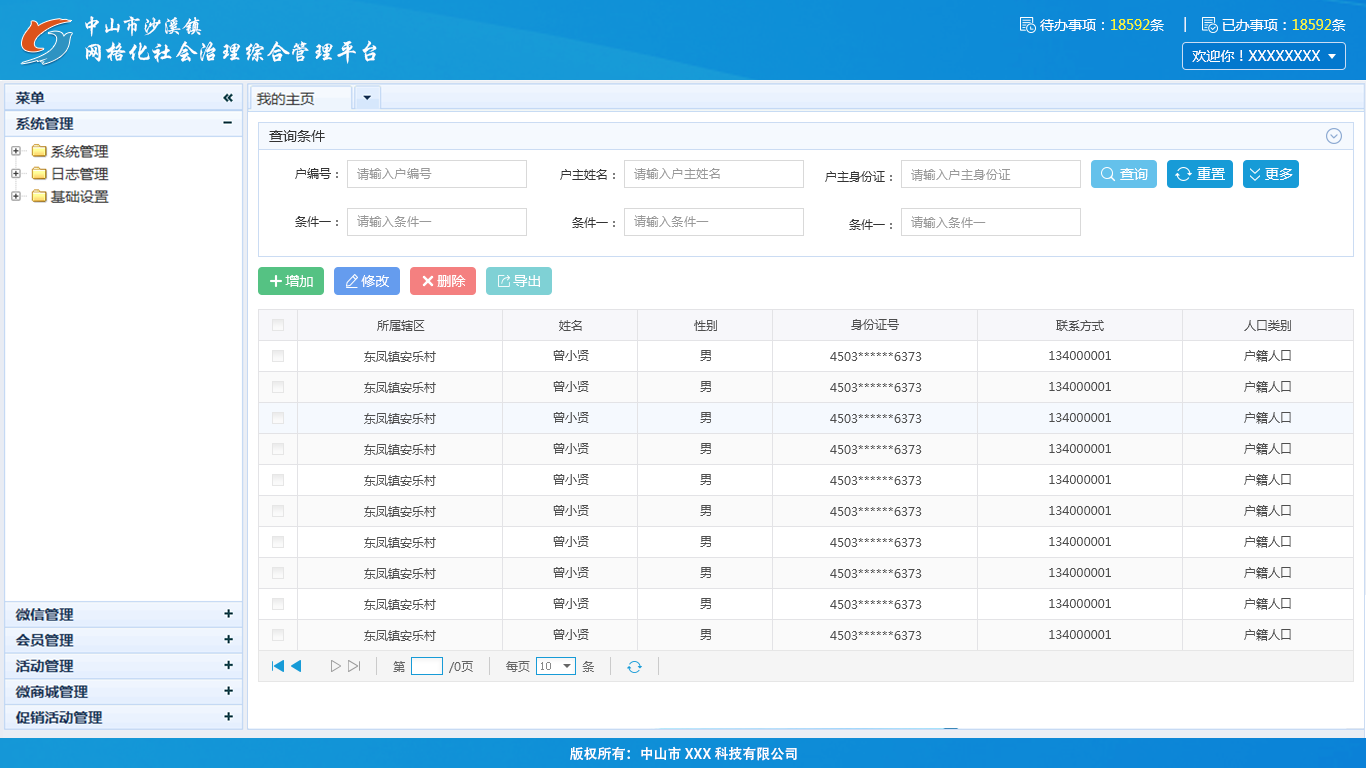 中山市沙溪镇
网格化社会治理综合管理平台
待办事项：18592条 | 已办事项：18592条
欢迎你！XXXXXXXX
菜单
系统管理
系统管理
日志管理
基础设置
微信管理
会员管理
活动管理
微商城管理
促销活动管理
我的主页
查询条件
户编号： 请输入户编号 户主姓名： 请输入户主姓名 户主身份证： 请输入户主身份证 查询 重置 更多
条件一： 请输入条件一 条件一： 请输入条件一 条件一： 请输入条件一
增加 修改 删除 导出
所属辖区 姓名 性别 身份证号 联系方式 人口类别
东凤镇安乐村 曾小贤 男 4503******6373 134000001 户籍人口
东凤镇安乐村 曾小贤 男 4503******6373 134000001 户籍人口
东凤镇安乐村 曾小贤 男 4503******6373 134000001 户籍人口
东凤镇安乐村 曾小贤 男 4503******6373 134000001 户籍人口
东凤镇安乐村 曾小贤 男 4503******6373 134000001 户籍人口
东凤镇安乐村 曾小贤 男 4503******6373 134000001 户籍人口
东凤镇安乐村 曾小贤 男 4503******6373 134000001 户籍人口
东凤镇安乐村 曾小贤 男 4503******6373 134000001 户籍人口
东凤镇安乐村 曾小贤 男 4503******6373 134000001 户籍人口
东凤镇安乐村 曾小贤 男 4503******6373 134000001 户籍人口
第 /0页 每页 10 条
版权所有：中山市 XXX 科技有限公司